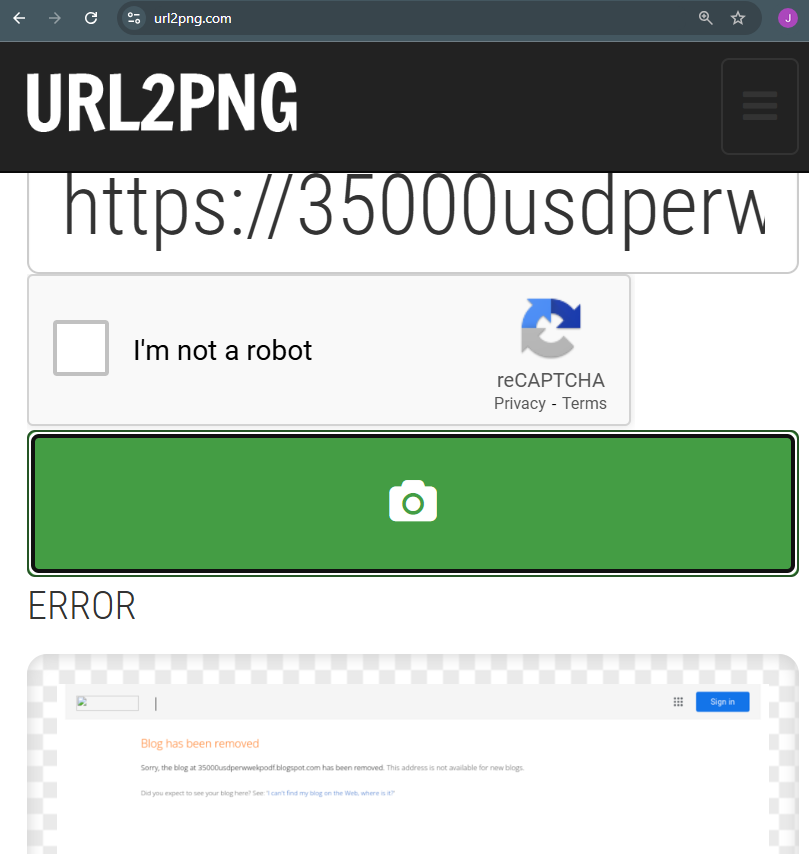 url2png.com
J
URL2PNG
https://35000usdperw
I'm not a robot
reCAPTCHA
Privacy - Terms
ERROR
Sign in
Blog has been removed
Sorry, the blog at 35000usdperwwekpodf.blogspot.com has been removed. This address is not available for new blogs.
Did you expect to see your blog here? See: 'I can't find my blog on the Web, where is it?'